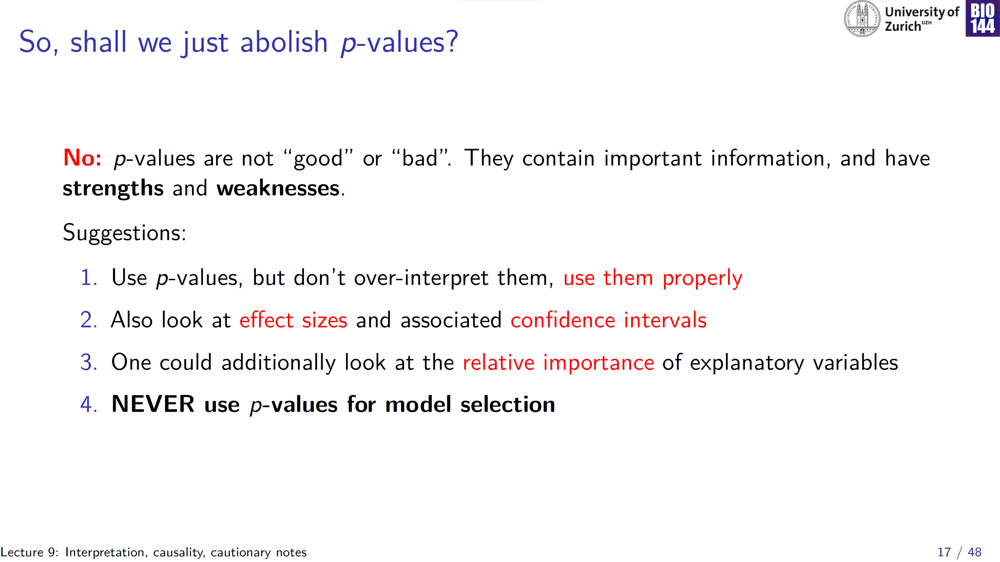 University of
Zurich UZH
BIO
144
So, shall we just abolish p-values?
No: p-values are not “good” or “bad”. They contain important information, and have
strengths and weaknesses.
Suggestions:
1. Use p-values, but don’t over-interpret them, use them properly
2. Also look at effect sizes and associated confidence intervals
3. One could additionally look at the relative importance of explanatory variables
4. NEVER use p-values for model selection
Lecture 9: Interpretation, causality, cautionary notes
17 / 48